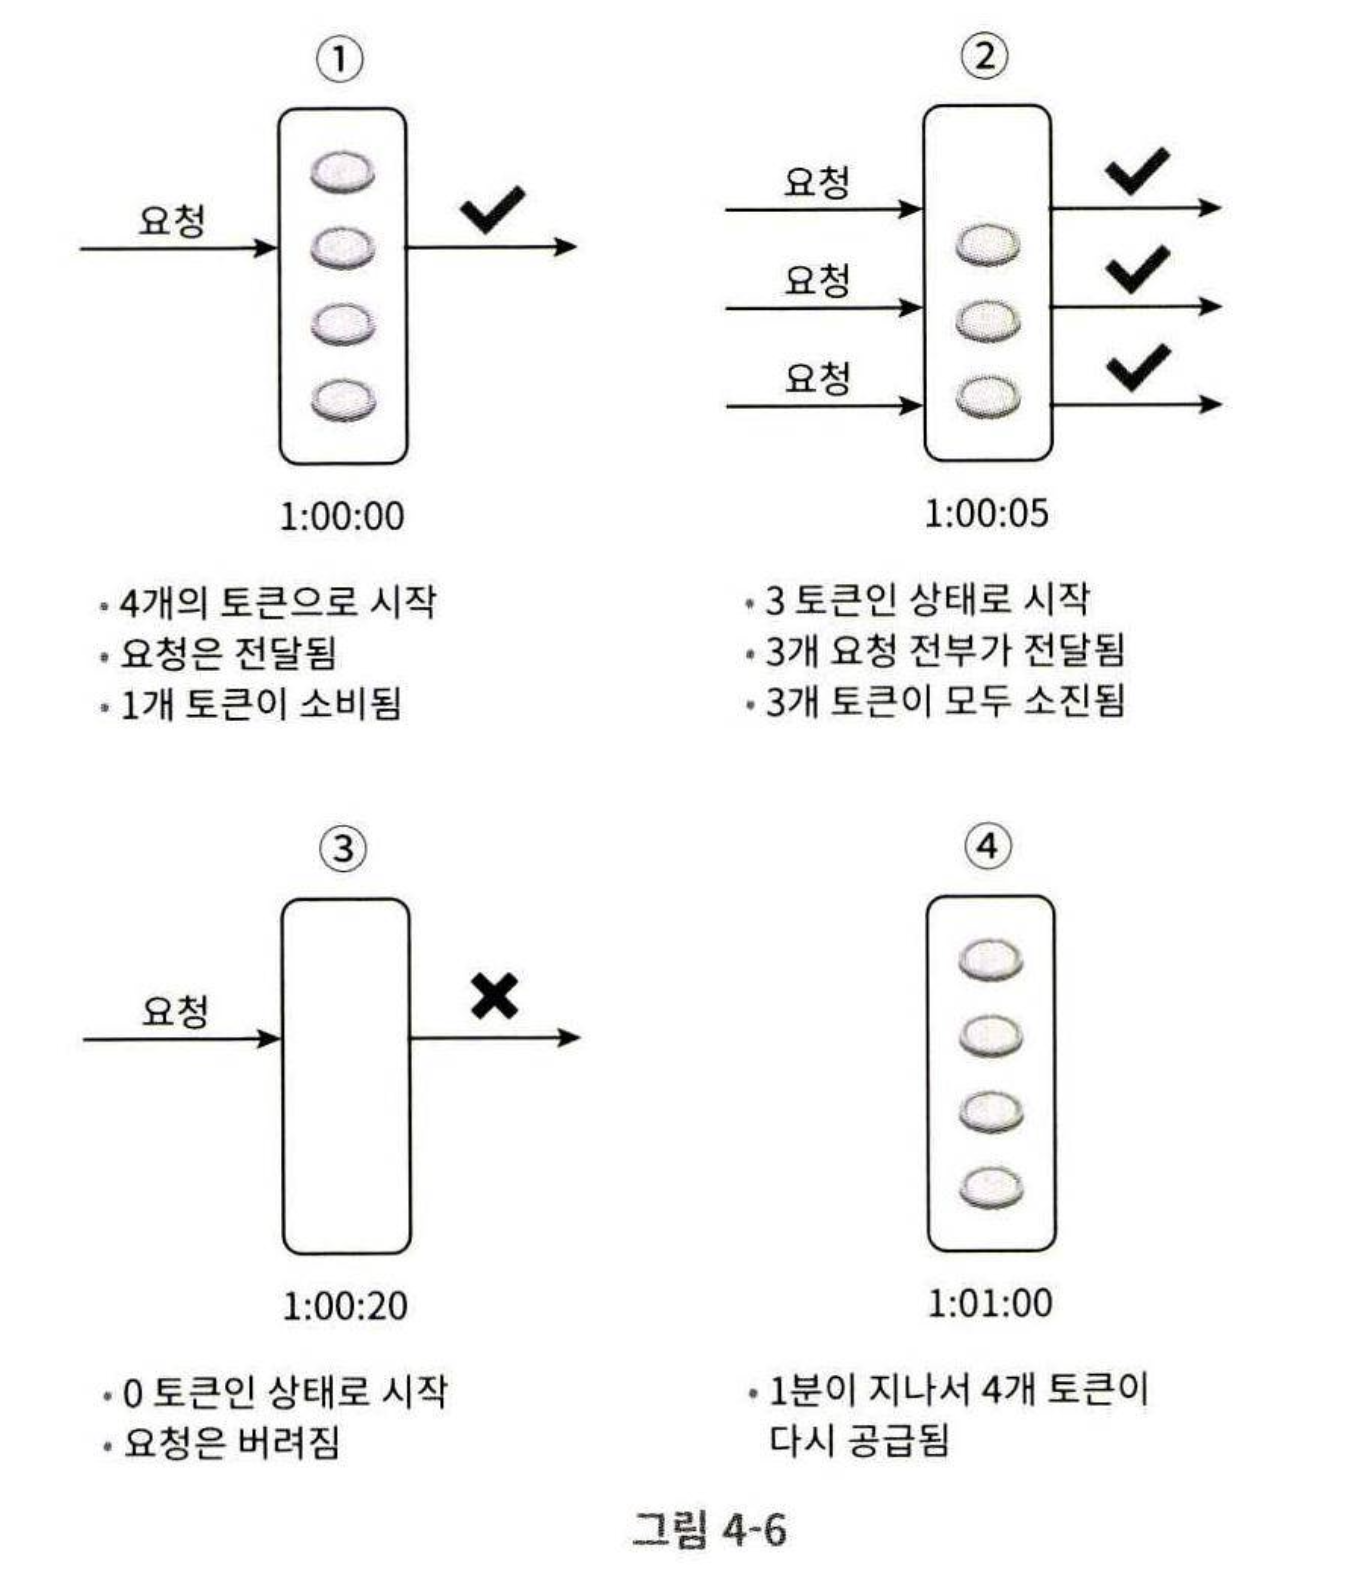 ①
요청
1:00:00
• 4개의 토큰으로 시작
• 요청은 전달됨
• 1개 토큰이 소비됨
②
요청
요청
요청
1:00:05
• 3 토큰인 상태로 시작
• 3개 요청 전부가 전달됨
• 3개 토큰이 모두 소진됨
③
요청
1:00:20
• 0 토큰인 상태로 시작
• 요청은 버려짐
④
1:01:00
• 1분이 지나서 4개 토큰이
다시 공급됨
그림 4-6